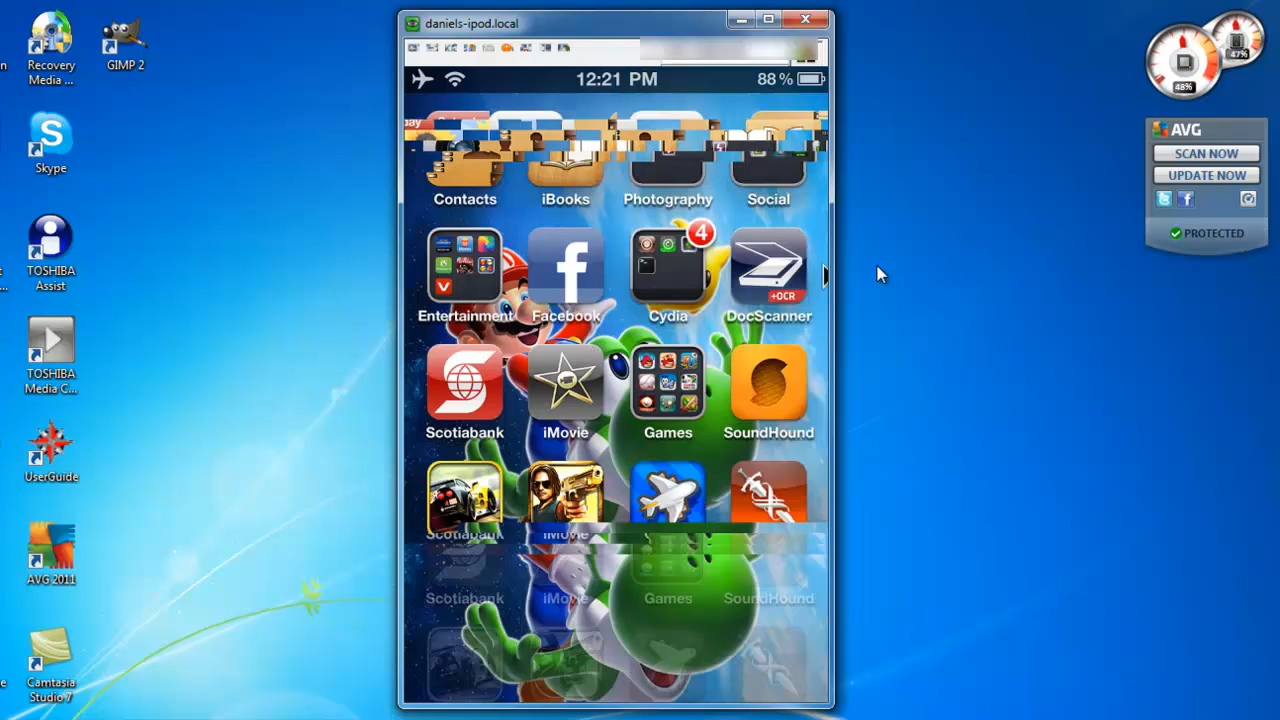 Recovery
Media ...
GIMP 2
Skype
TOSHIBA
Assist
TOSHIBA
Media C...
UserGuide
AVG 2011
Camtasia
Studio 7
daniels-ipod.local
12:21 PM
88 %
Contacts
iBooks
Photography
Social
4
+OCR
Entertainment
Facebook
Cydia
DocScanner
Scotiabank
iMovie
Games
SoundHound
Scotiabank
iMovie
Scotiabank
iMovie
Games
SoundHound
48%
47%
AVG
SCAN NOW
UPDATE NOW
PROTECTED